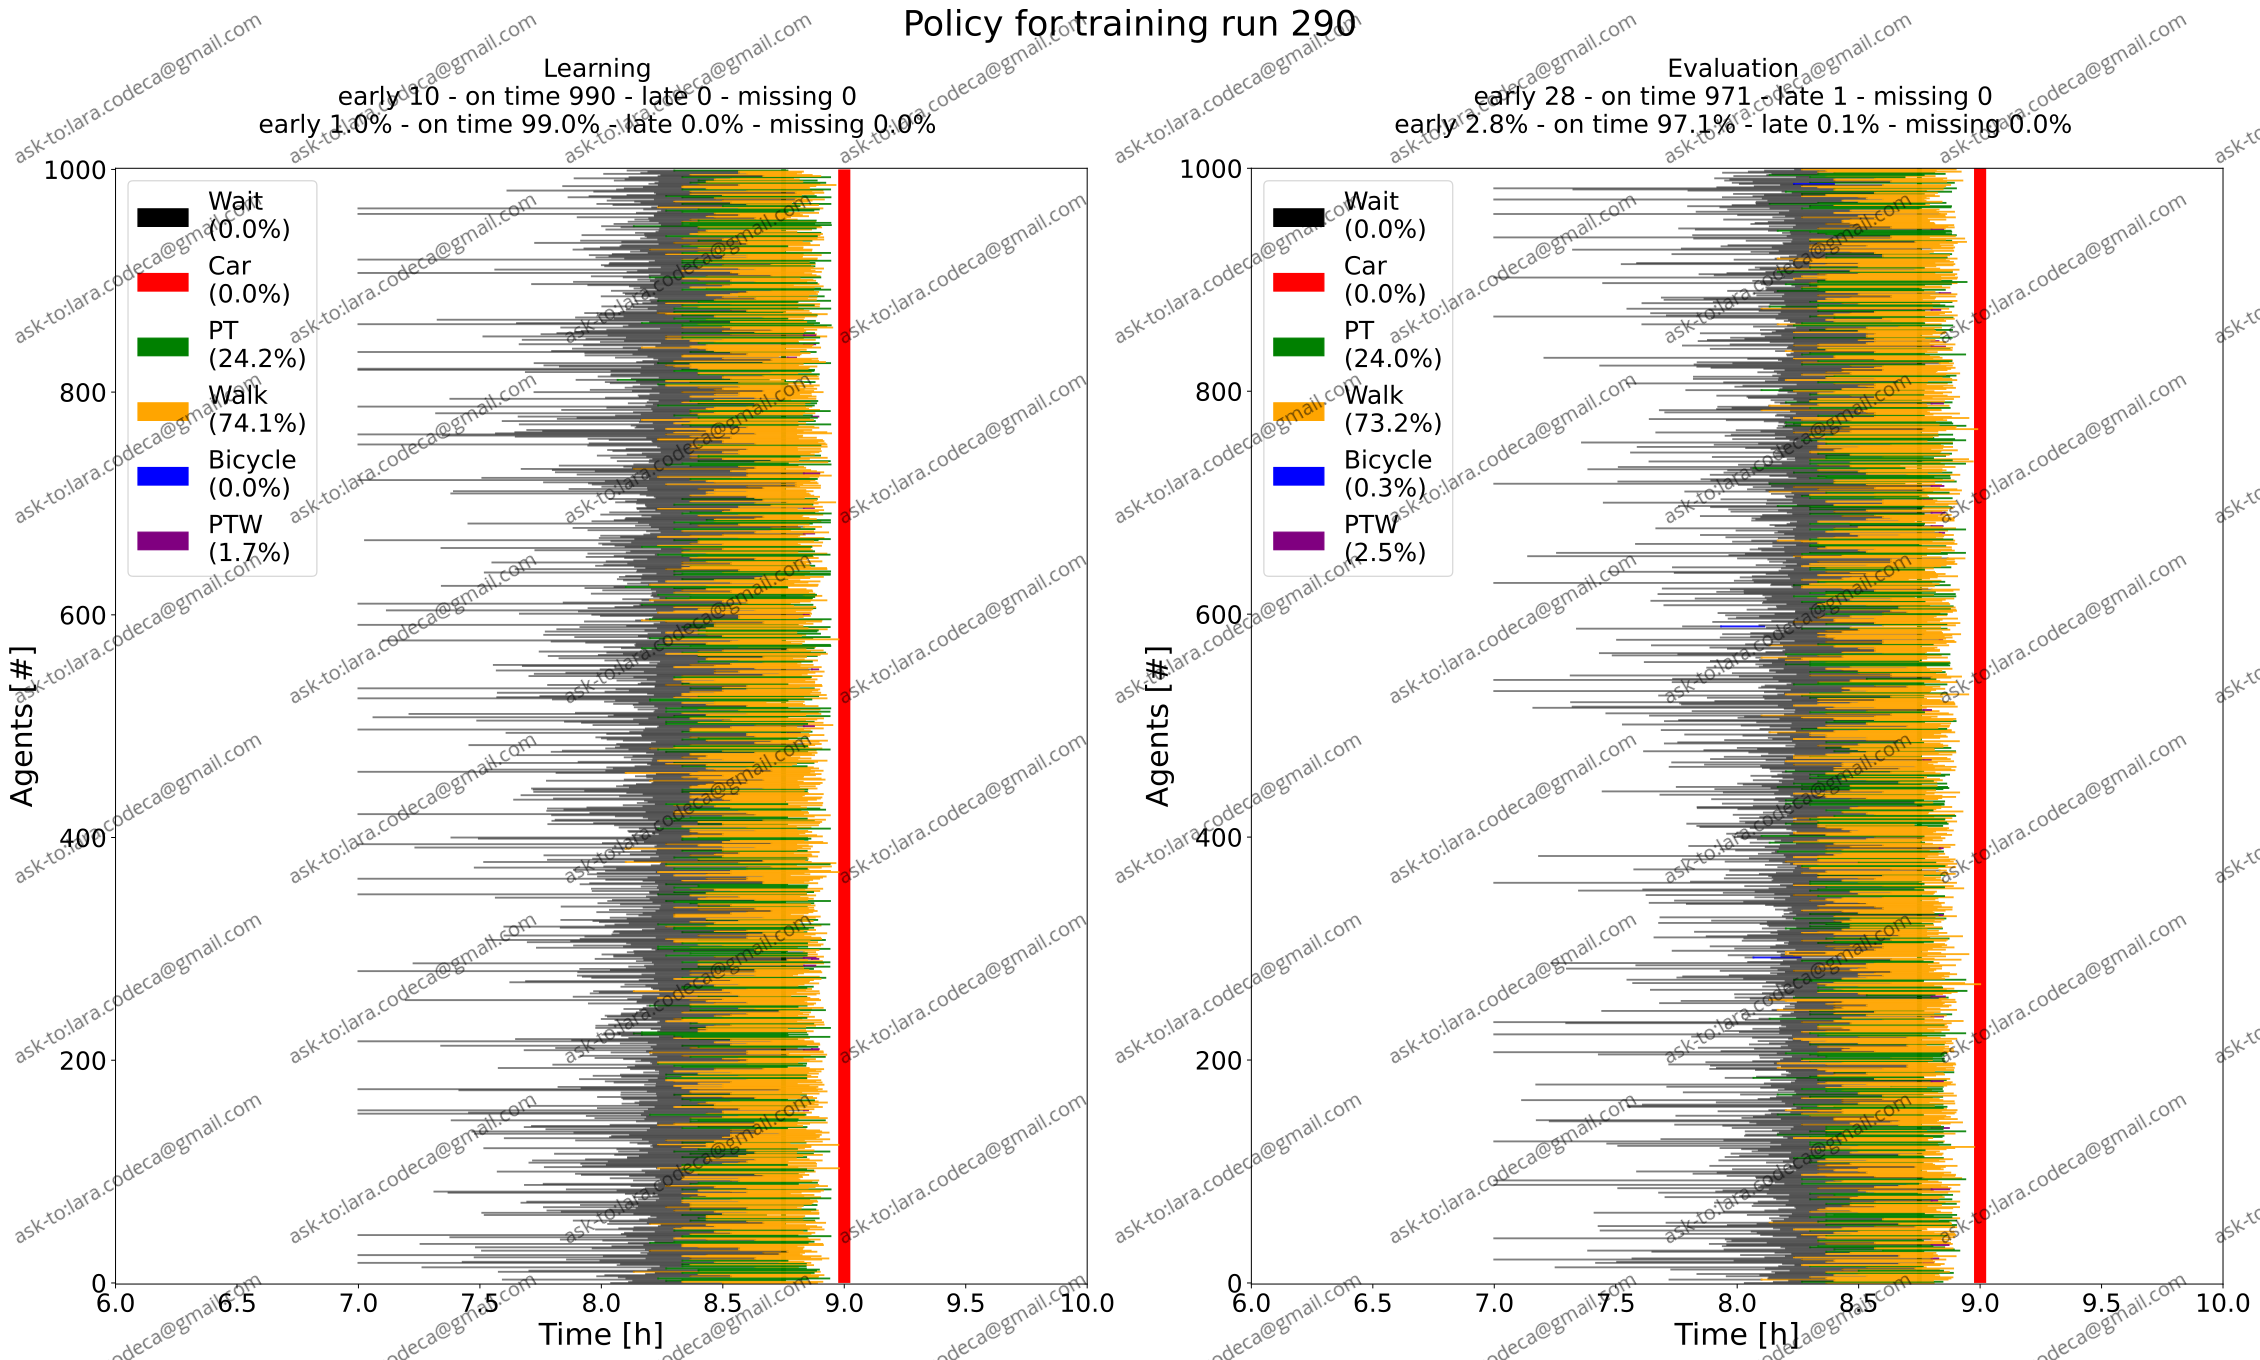 Policy for training run 290
Learning
early 10 - on time 990 - late 0 - missing 0
early 1.0% - on time 99.0% - late 0.0% - missing 0.0%
1000
800
600
400
200
0
Agents [#]
Wait
(0.0%)
Car
(0.0%)
PT
(24.2%)
Walk
(74.1%)
Bicycle
(0.0%)
PTW
(1.7%)
6.0 6.5 7.0 7.5 8.0 8.5 9.0 9.5 10.0
Time [h]
Evaluation
early 28 - on time 971 - late 1 - missing 0
early 2.8% - on time 97.1% - late 0.1% - missing 0.0%
1000
800
600
400
200
0
Agents [#]
Wait
(0.0%)
Car
(0.0%)
PT
(24.0%)
Walk
(73.2%)
Bicycle
(0.3%)
PTW
(2.5%)
6.0 6.5 7.0 7.5 8.0 8.5 9.0 9.5 10.0
Time [h]
ask-to:lara.codeca@gmail.com